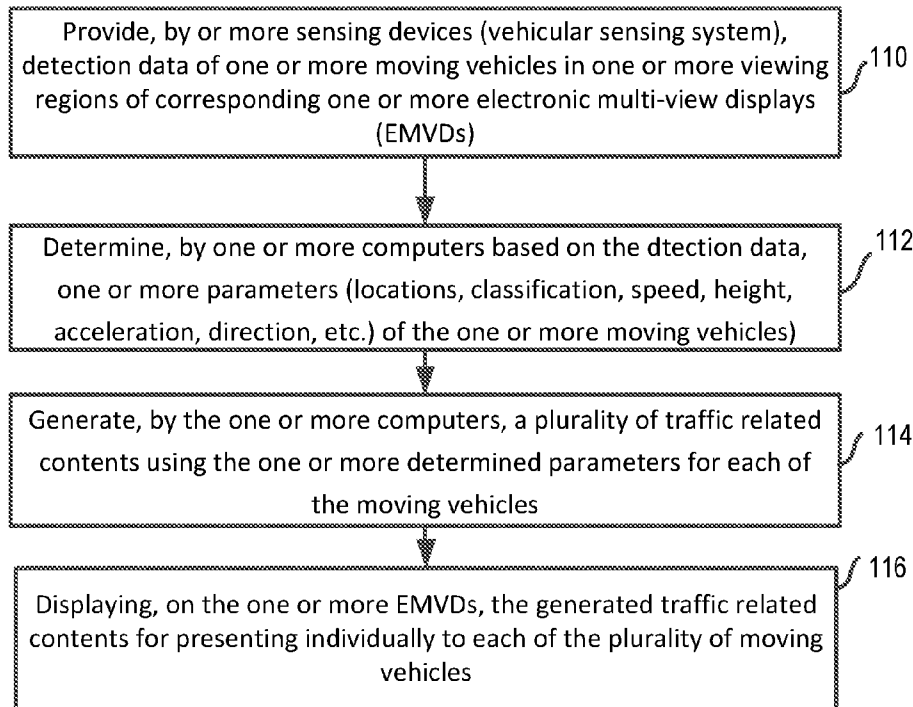 Provide, by or more sensing devices (vehicular sensing system),
detection data of one or more moving vehicles in one or more viewing
regions of corresponding one or more electronic multi-view displays
(EMVDs)
110
Determine, by one or more computers based on the dtection data,
one or more parameters (locations, classification, speed, height,
acceleration, direction, etc.) of the one or more moving vehicles)
112
Generate, by the one or more computers, a plurality of traffic related
contents using the one or more determined parameters for each of
the moving vehicles
114
Displaying, on the one or more EMVDs, the generated traffic related
contents for presenting individually to each of the plurality of moving
vehicles
116